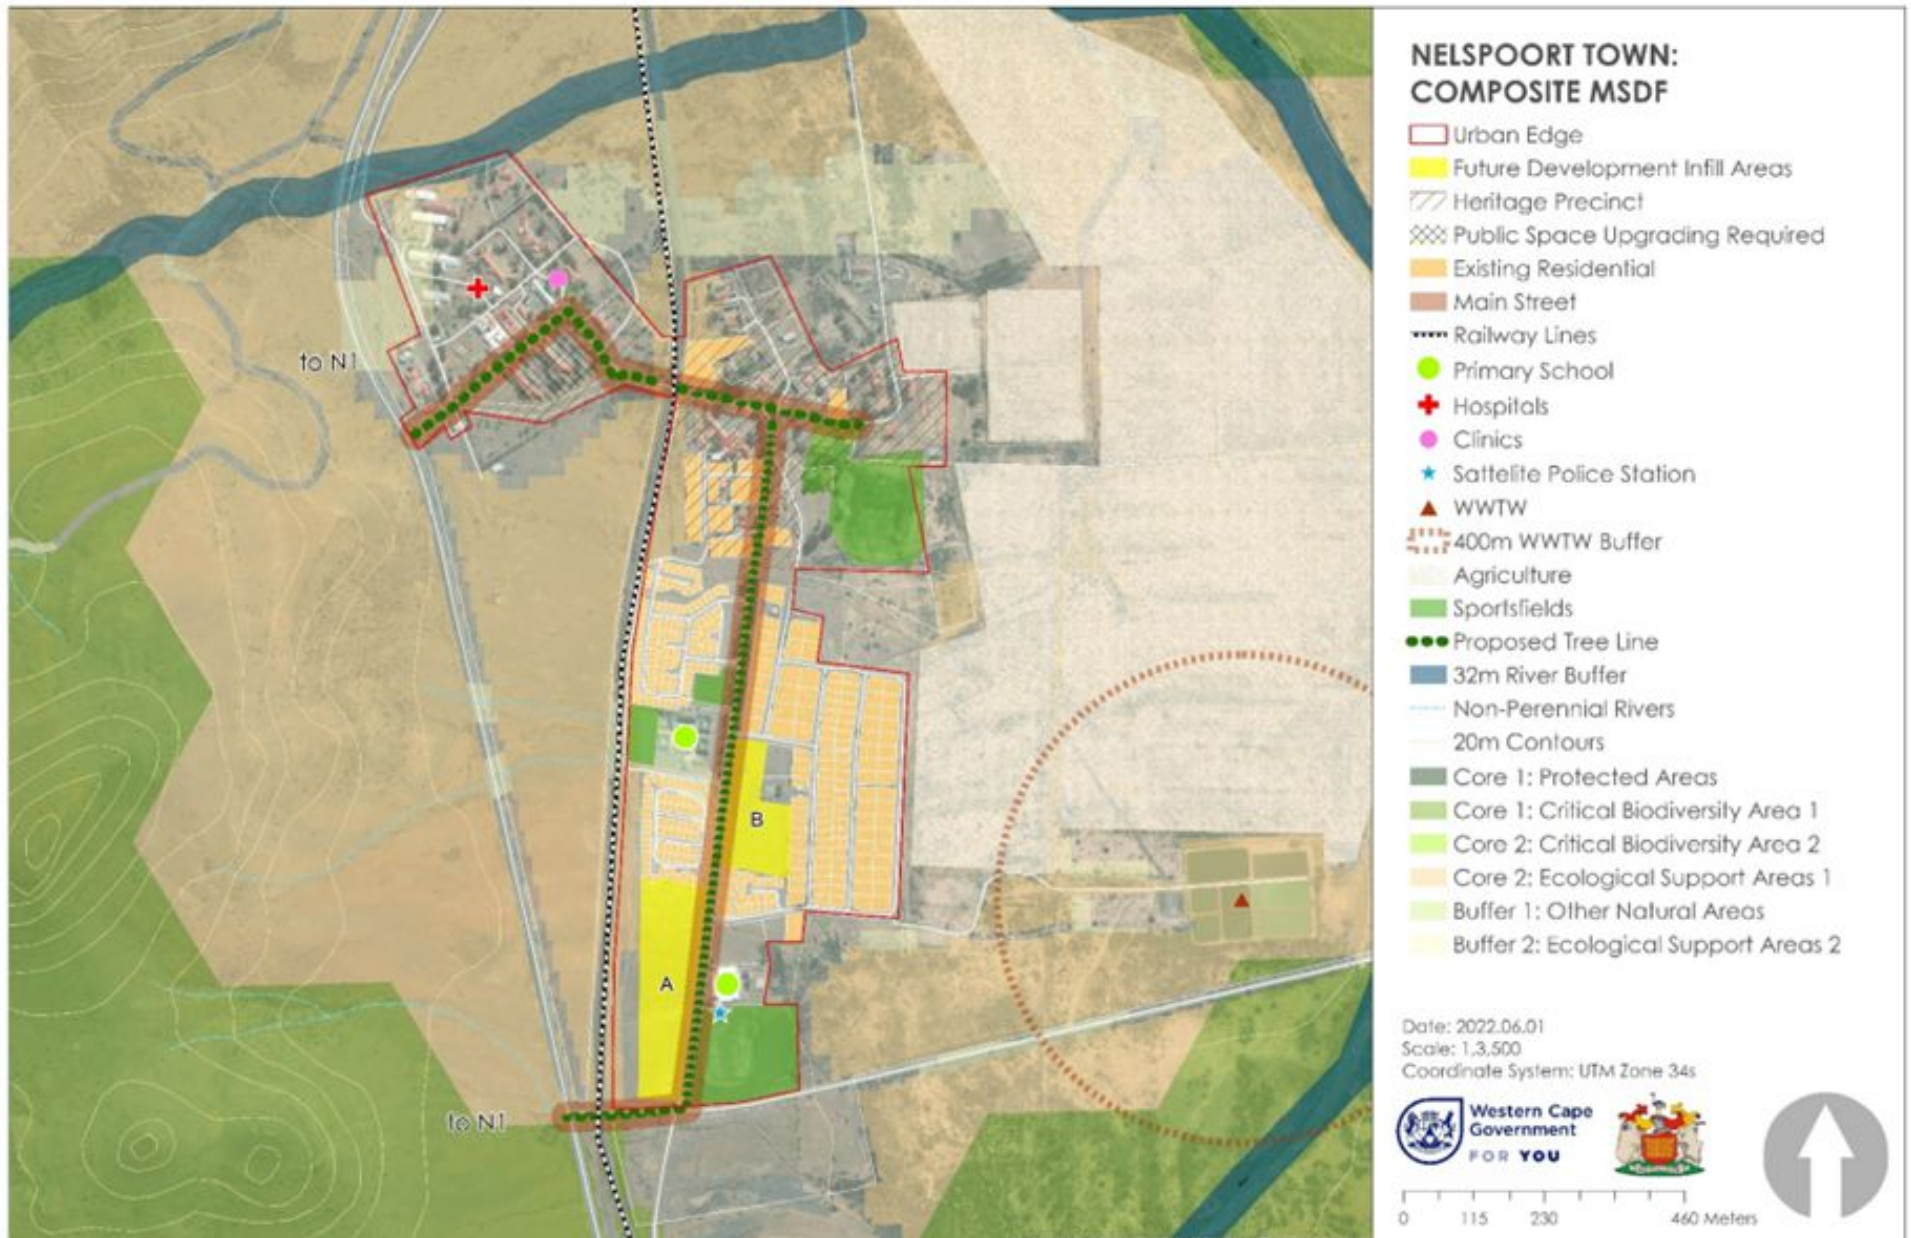 NELSPOORT TOWN:
COMPOSITE MSDF
Urban Edge
Future Development Infill Areas
Heritage Precinct
Public Space Upgrading Required
Existing Residential
Main Street
Railway Lines
Primary School
Hospitals
Clinics
Sattelite Police Station
WWTW
400m WWTW Buffer
Agriculture
Sportsfields
Proposed Tree Line
32m River Buffer
Non-Perennial Rivers
20m Contours
Core 1: Protected Areas
Core 1: Critical Biodiversity Area 1
Core 2: Critical Biodiversity Area 2
Core 2: Ecological Support Areas 1
Buffer 1: Other Natural Areas
Buffer 2: Ecological Support Areas 2
Date: 2022.06.01
Scale: 1,3,500
Coordinate System: UTM Zone 34s
Western Cape
Government
FOR YOU
0 115 230 460 Meters
to N1
B
A
to N1